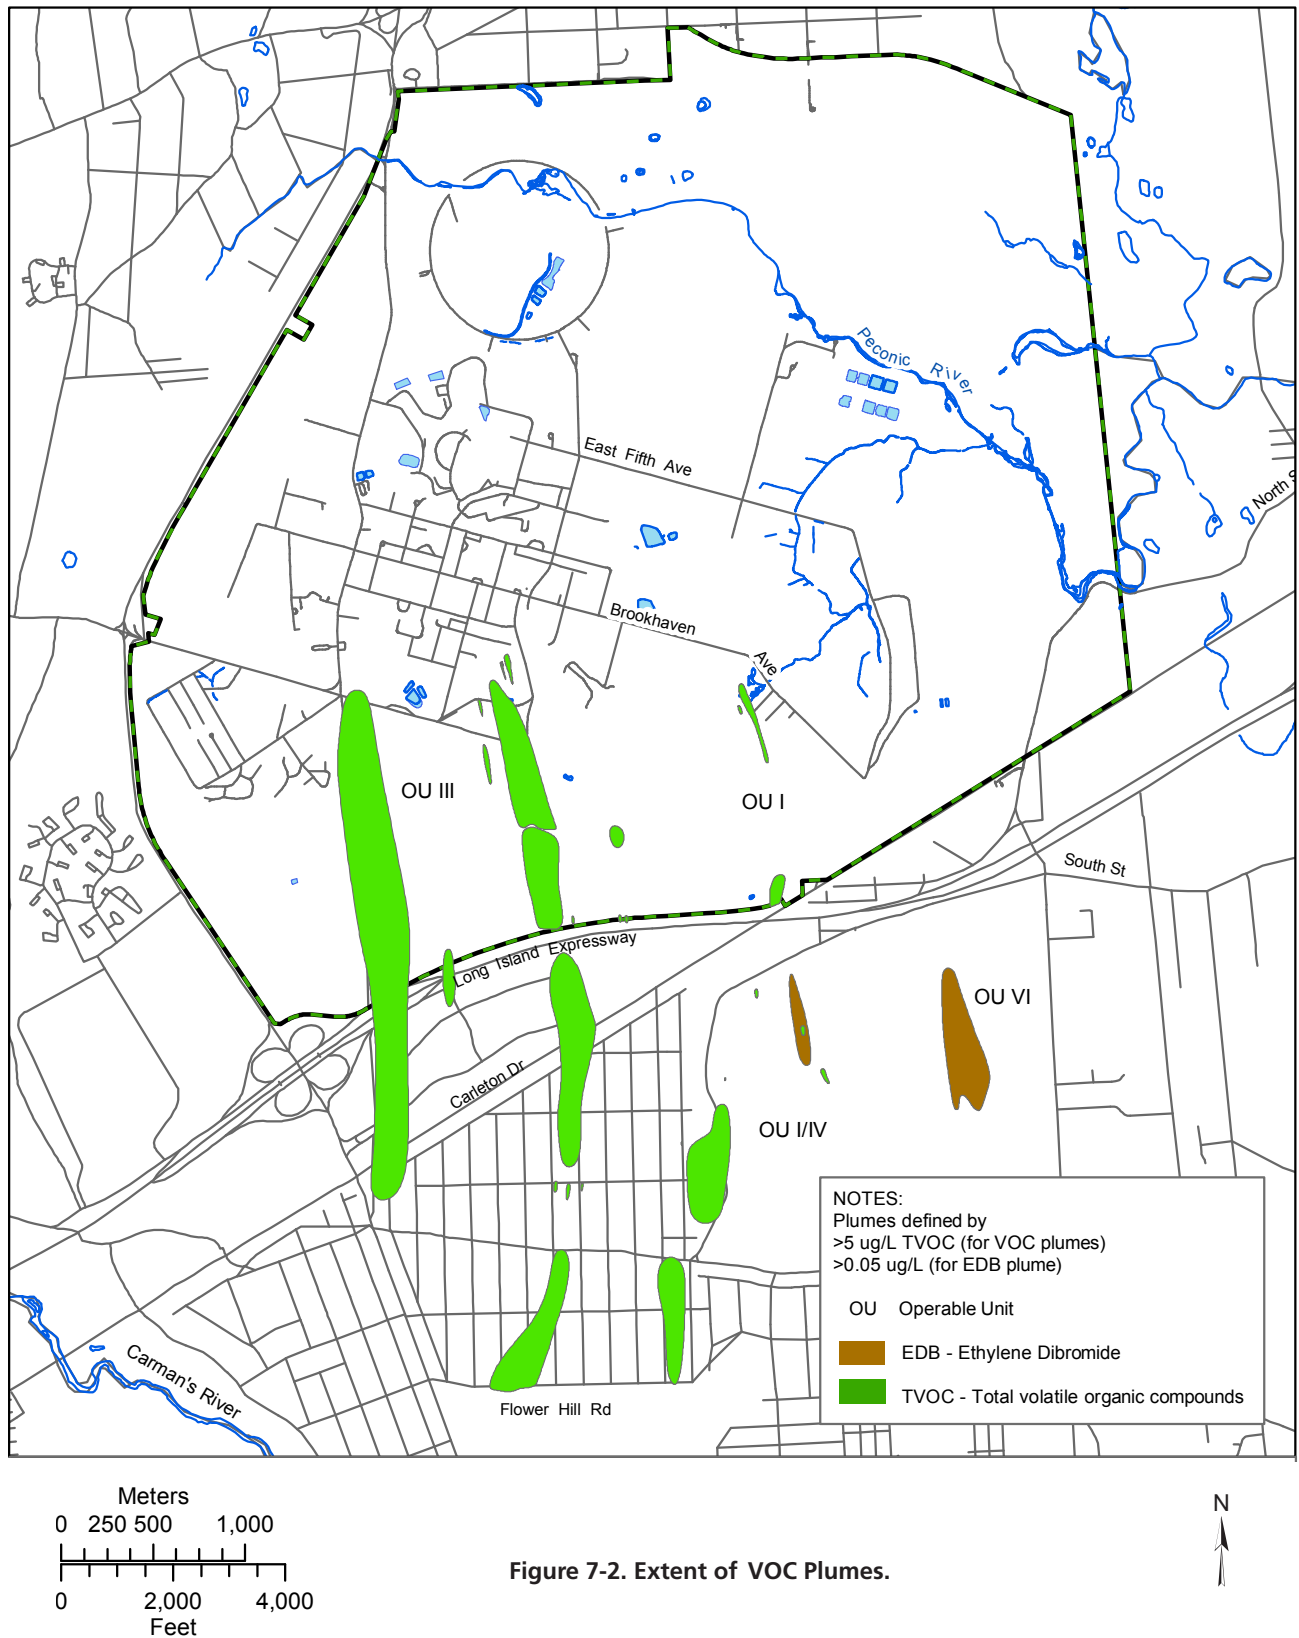 Peconic River
East Fifth Ave
North S
Brookhaven
Ave
OU III
OU I
South St
Long Island Expressway
OU VI
Carleton Dr
OU I/IV
NOTES:
Plumes defined by
>5 ug/L TVOC (for VOC plumes)
>0.05 ug/L (for EDB plume)
OU Operable Unit
EDB - Ethylene Dibromide
TVOC - Total volatile organic compounds
Carman's River
Flower Hill Rd
Meters
0 250 500 1,000
0 2,000 4,000
Feet
N
Figure 7-2. Extent of VOC Plumes.